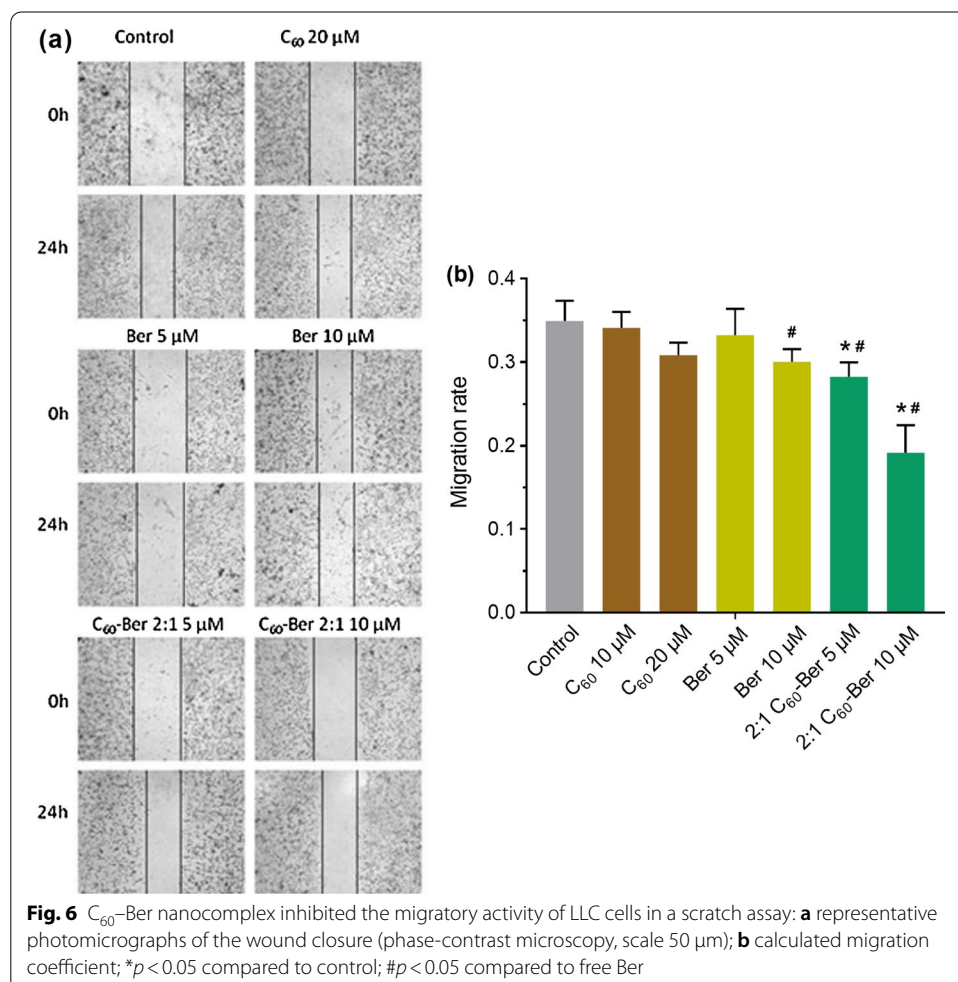 (a)
Control C₆₀ 20 µM
0h
24h
Ber 5 µM Ber 10 µM
0h
24h
C₆₀-Ber 2:1 5 µM C₆₀-Ber 2:1 10 µM
0h
24h
(b)
0.4
0.3
0.2
0.1
0.0
Migration rate
#
* #
* #
Control
C₆₀ 10 µM
C₆₀ 20 µM
Ber 5 µM
Ber 10 µM
2:1 C₆₀-Ber 5 µM
2:1 C₆₀-Ber 10 µM
Fig. 6 C₆₀–Ber nanocomplex inhibited the migratory activity of LLC cells in a scratch assay: a representative
photomicrographs of the wound closure (phase-contrast microscopy, scale 50 µm); b calculated migration
coefficient; *p < 0.05 compared to control; #p < 0.05 compared to free Ber